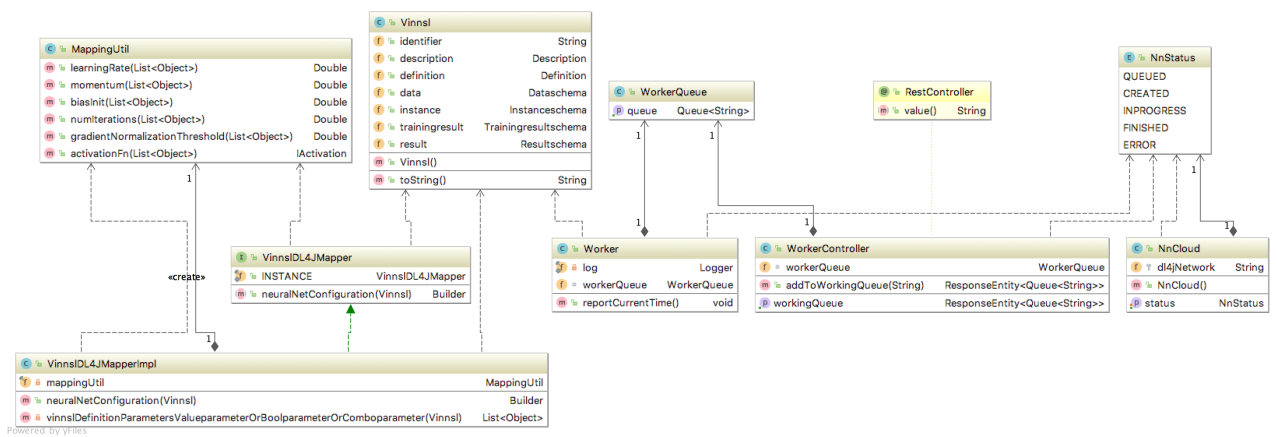 MappingUtil
learningRate(List<Object>) Double
momentum(List<Object>) Double
biasInit(List<Object>) Double
numIterations(List<Object>) Double
gradientNormalizationThreshold(List<Object>) Double
activationFn(List<Object>) IActivation
Vinnsl
identifier String
description Description
definition Definition
data Dataschema
instance Instanceschema
trainingresult Trainingresultschema
result Resultschema
Vinnsl()
toString() String
WorkerQueue
queue Queue<String>
RestController
value() String
NnStatus
QUEUED
CREATED
INPROGRESS
FINISHED
ERROR
1
1
1
1
«create»
1
1
1
1
VinnslDL4JMapper
INSTANCE VinnslDL4JMapper
neuralNetConfiguration(Vinnsl) Builder
Worker
log Logger
workerQueue WorkerQueue
reportCurrentTime() void
WorkerController
workerQueue WorkerQueue
addToWorkingQueue(String) ResponseEntity<Queue<String>>
workingQueue ResponseEntity<Queue<String>>
NnCloud
dl4jNetwork String
NnCloud()
status NnStatus
VinnslDL4JMapperImpl
mappingUtil MappingUtil
neuralNetConfiguration(Vinnsl) Builder
vinnslDefinitionParametersValueparameterOrBoolparameterOrComboparameter(Vinnsl) List<Object>
Powered by yFiles